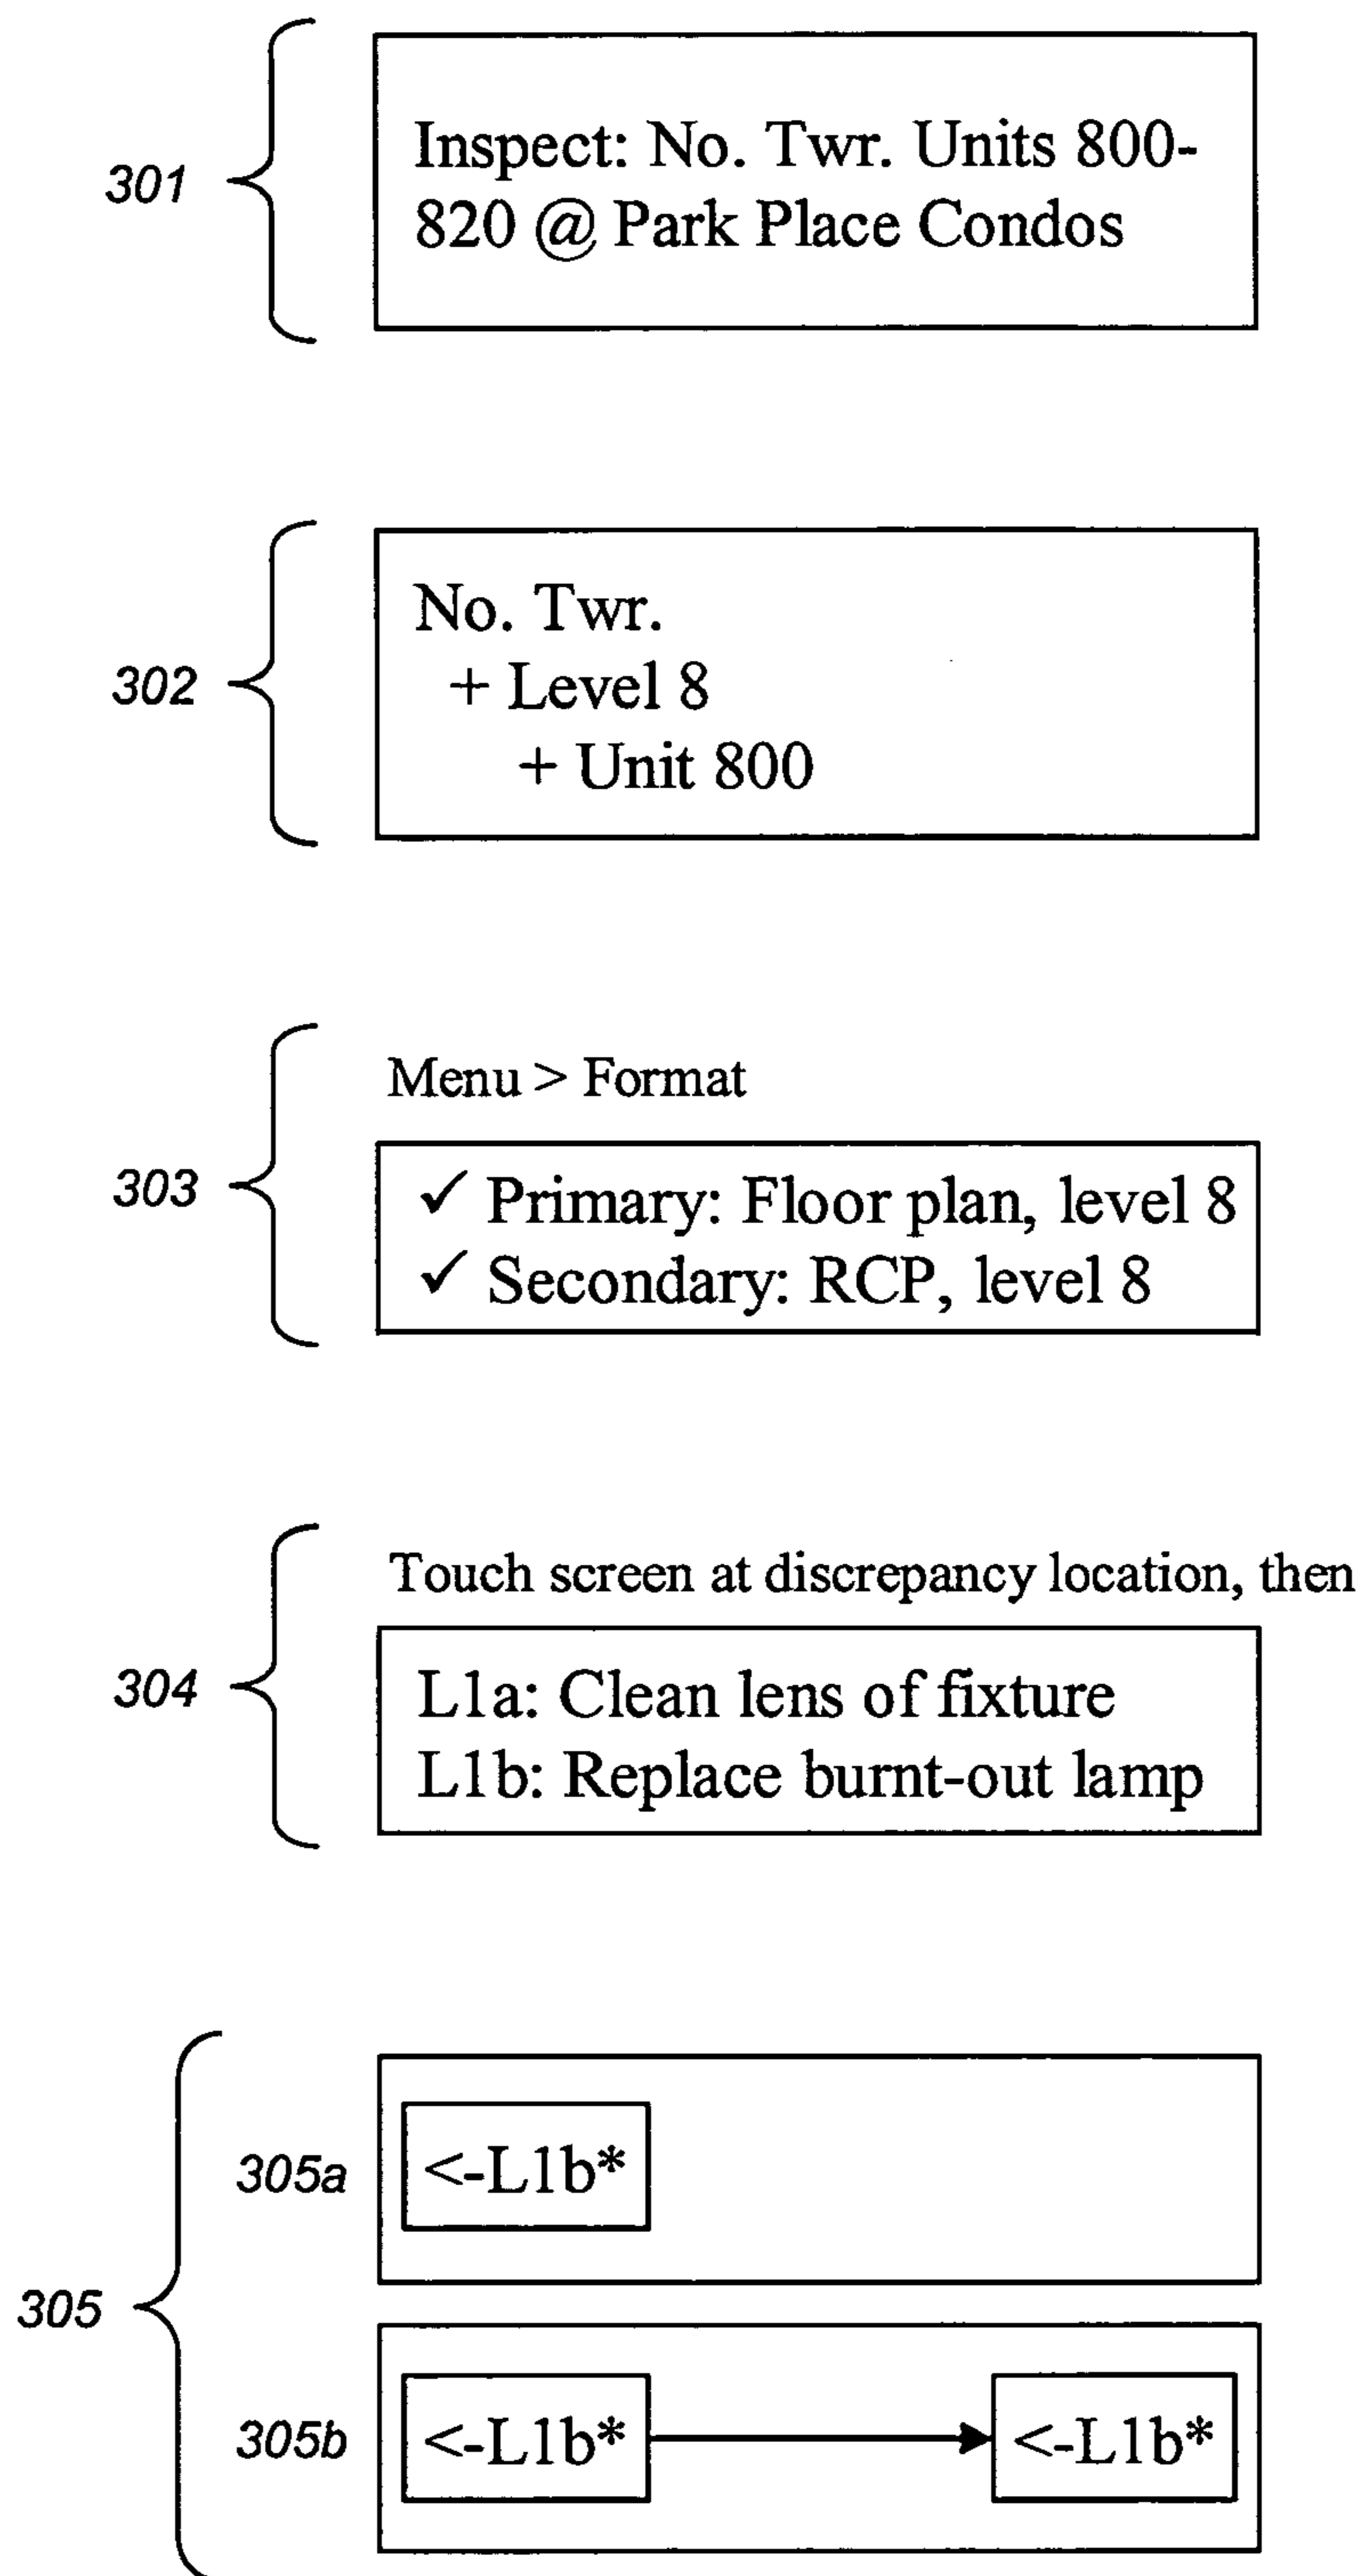 301
Inspect: No. Twr. Units 800-
820 @ Park Place Condos
302
No. Twr.
+ Level 8
+ Unit 800
303
Menu > Format
✓ Primary: Floor plan, level 8
✓ Secondary: RCP, level 8
304
Touch screen at discrepancy location, then
L1a: Clean lens of fixture
L1b: Replace burnt-out lamp
305
305a
<-L1b*
305b
<-L1b* <-L1b*